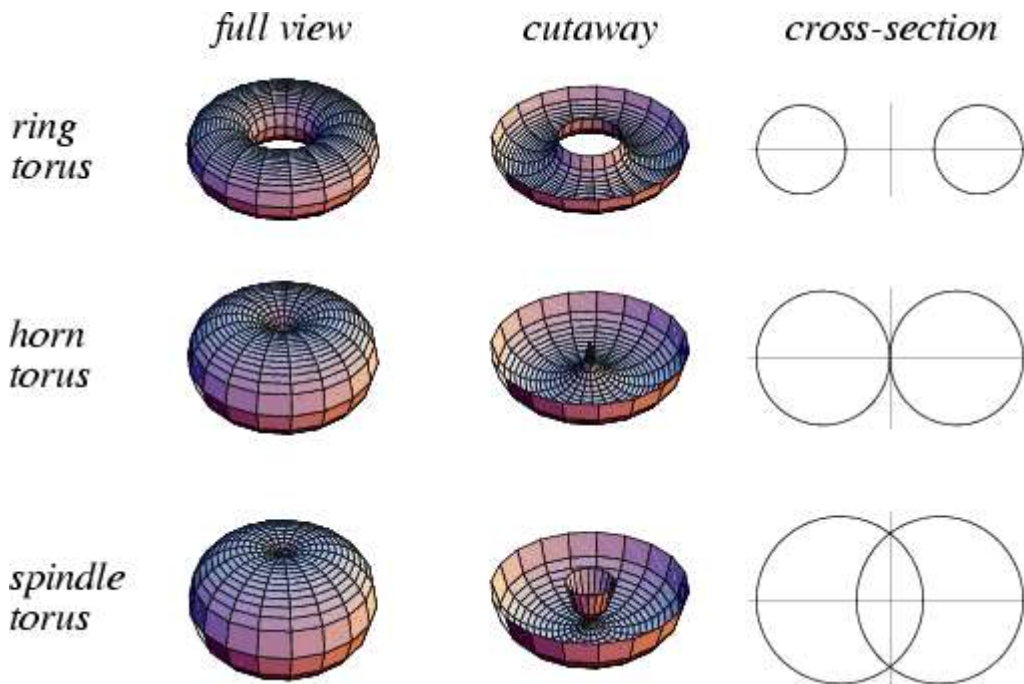 full view
cutaway
cross-section
ring
torus
horn
torus
spindle
torus